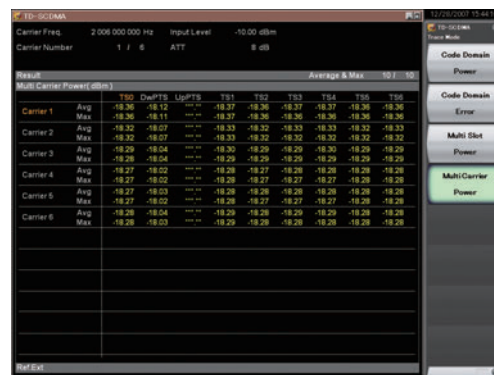 TD-SCDMA
12/26/2007 15:44:1
Carrier Freq. 2 006 000 000 Hz Input Level -10.00 dBm
Carrier Number 1 / 6 ATT 8 dB
Result Average & Max 10 / 10
Multi Carrier Power( dBm )
TS0 DwPTS UpPTS TS1 TS2 TS3 TS4 TS5 TS6
Carrier 1 Avg -18.36 -18.12 ***.** -18.37 -18.37 -18.37 -18.37 -18.36 -18.36
Max -18.36 -18.11 ***.** -18.37 -18.36 -18.36 -18.36 -18.36 -18.36
Carrier 2 Avg -18.32 -18.07 ***.** -18.33 -18.32 -18.33 -18.33 -18.32 -18.33
Max -18.32 -18.07 ***.** -18.33 -18.32 -18.33 -18.32 -18.32 -18.32
Carrier 3 Avg -18.29 -18.04 ***.** -18.30 -18.29 -18.29 -18.30 -18.29 -18.29
Max -18.28 -18.04 ***.** -18.29 -18.29 -18.29 -18.29 -18.29 -18.29
Carrier 4 Avg -18.27 -18.02 ***.** -18.28 -18.28 -18.28 -18.28 -18.28 -18.28
Max -18.27 -18.02 ***.** -18.28 -18.27 -18.27 -18.28 -18.28 -18.28
Carrier 5 Avg -18.27 -18.03 ***.** -18.28 -18.28 -18.28 -18.28 -18.28 -18.28
Max -18.27 -18.02 ***.** -18.28 -18.27 -18.28 -18.28 -18.27 -18.28
Carrier 6 Avg -18.28 -18.04 ***.** -18.29 -18.28 -18.29 -18.29 -18.28 -18.28
Max -18.28 -18.03 ***.** -18.29 -18.28 -18.28 -18.28 -18.28 -18.28
Ref.Ext
TD-SCDMA
Trace Mode
Code Domain
Power
Code Domain
Error
Multi Slot
Power
Multi Carrier
Power